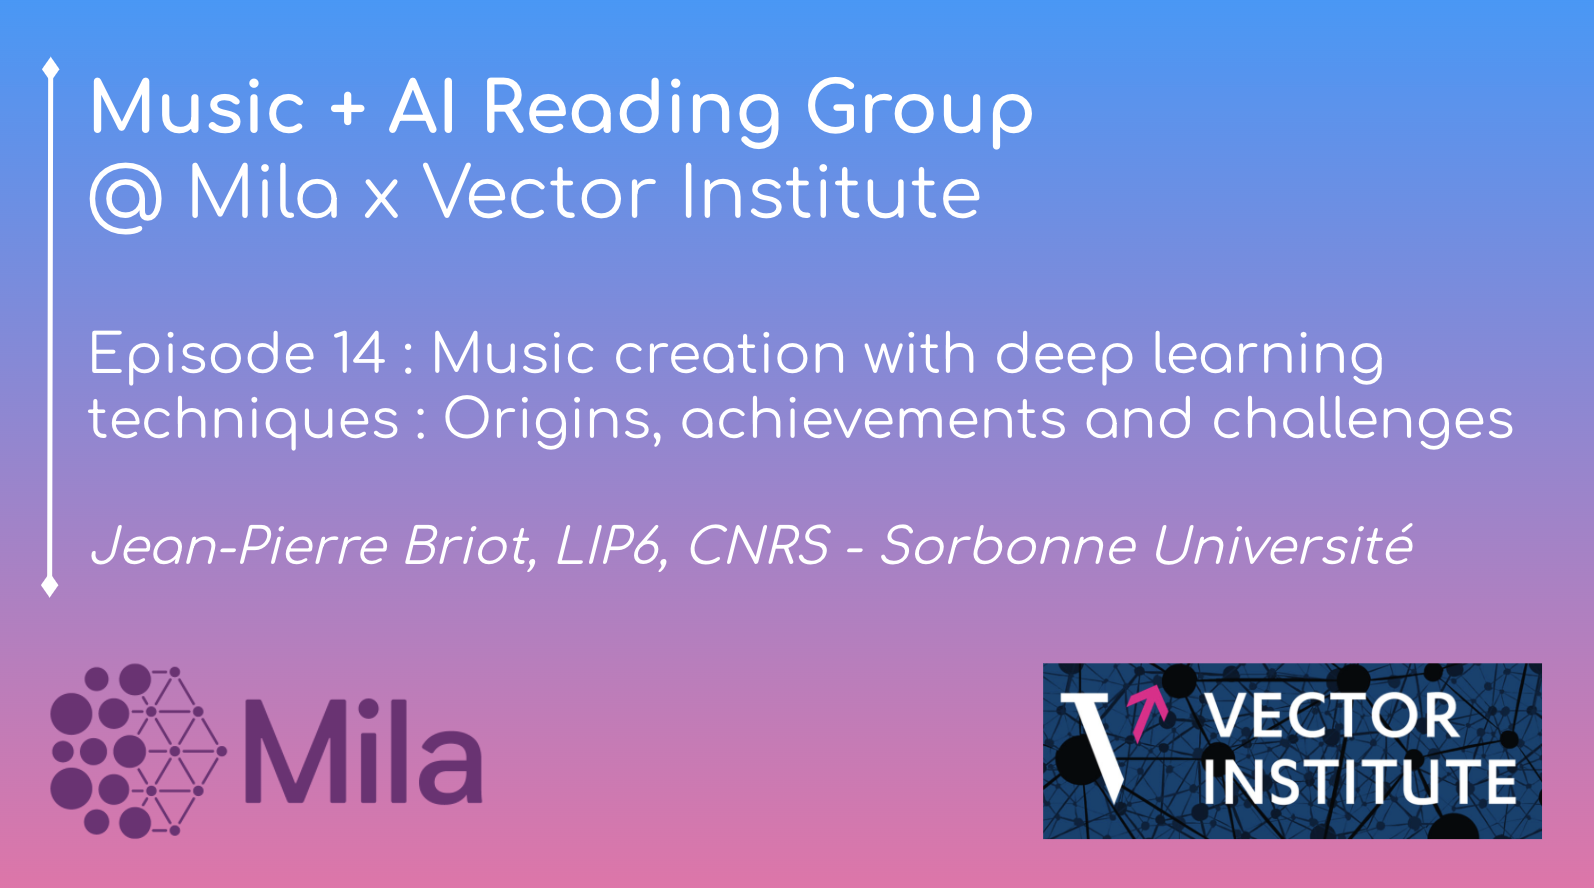 Music + AI Reading Group
@ Mila x Vector Institute
Episode 14 : Music creation with deep learning
techniques : Origins, achievements and challenges
Jean-Pierre Briot, LIP6, CNRS - Sorbonne Université
Mila
VECTOR
INSTITUTE